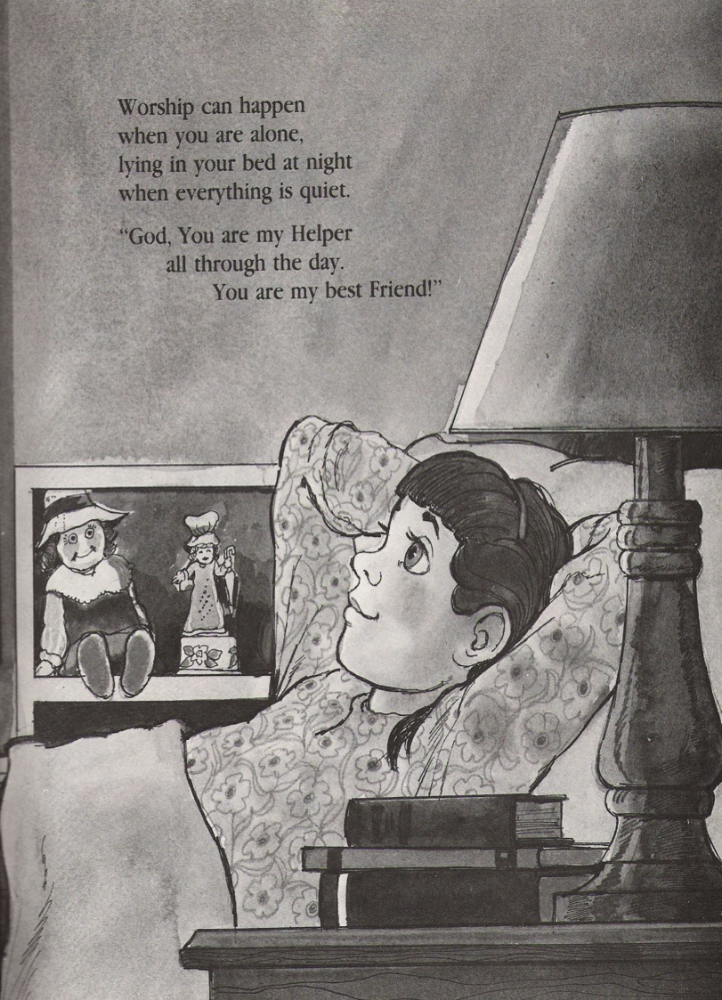 Worship can happen
when you are alone,
lying in your bed at night
when everything is quiet.
“God, You are my Helper
all through the day.
You are my best Friend!”